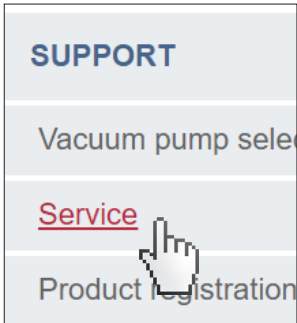 SUPPORT
Vacuum pump selec
Service
Product registration